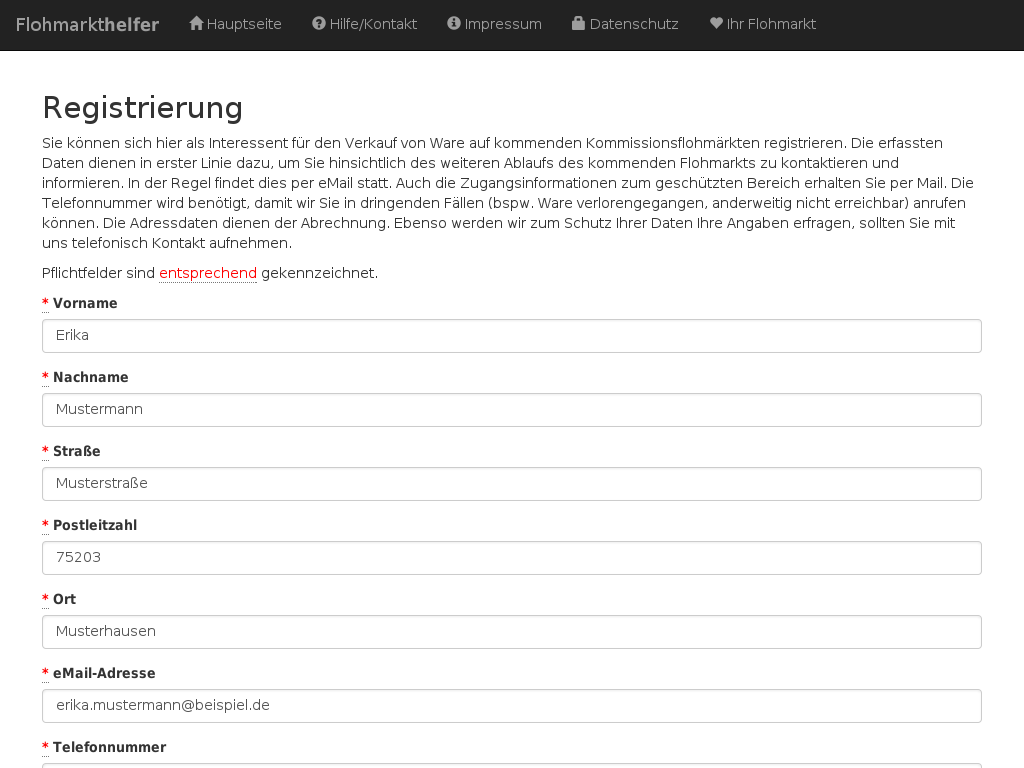 Flohmarkthelfer Hauptseite Hilfe/Kontakt Impressum Datenschutz Ihr Flohmarkt
Registrierung
Sie können sich hier als Interessent für den Verkauf von Ware auf kommenden Kommissionsflohmärkten registrieren. Die erfassten
Daten dienen in erster Linie dazu, um Sie hinsichtlich des weiteren Ablaufs des kommenden Flohmarkts zu kontaktieren und
informieren. In der Regel findet dies per eMail statt. Auch die Zugangsinformationen zum geschützten Bereich erhalten Sie per Mail. Die
Telefonnummer wird benötigt, damit wir Sie in dringenden Fällen (bspw. Ware verlorengegangen, anderweitig nicht erreichbar) anrufen
können. Die Adressdaten dienen der Abrechnung. Ebenso werden wir zum Schutz Ihrer Daten Ihre Angaben erfragen, sollten Sie mit
uns telefonisch Kontakt aufnehmen.
Pflichtfelder sind entsprechend gekennzeichnet.
* Vorname
Erika
* Nachname
Mustermann
* Straße
Musterstraße
* Postleitzahl
75203
* Ort
Musterhausen
* eMail-Adresse
erika.mustermann@beispiel.de
* Telefonnummer